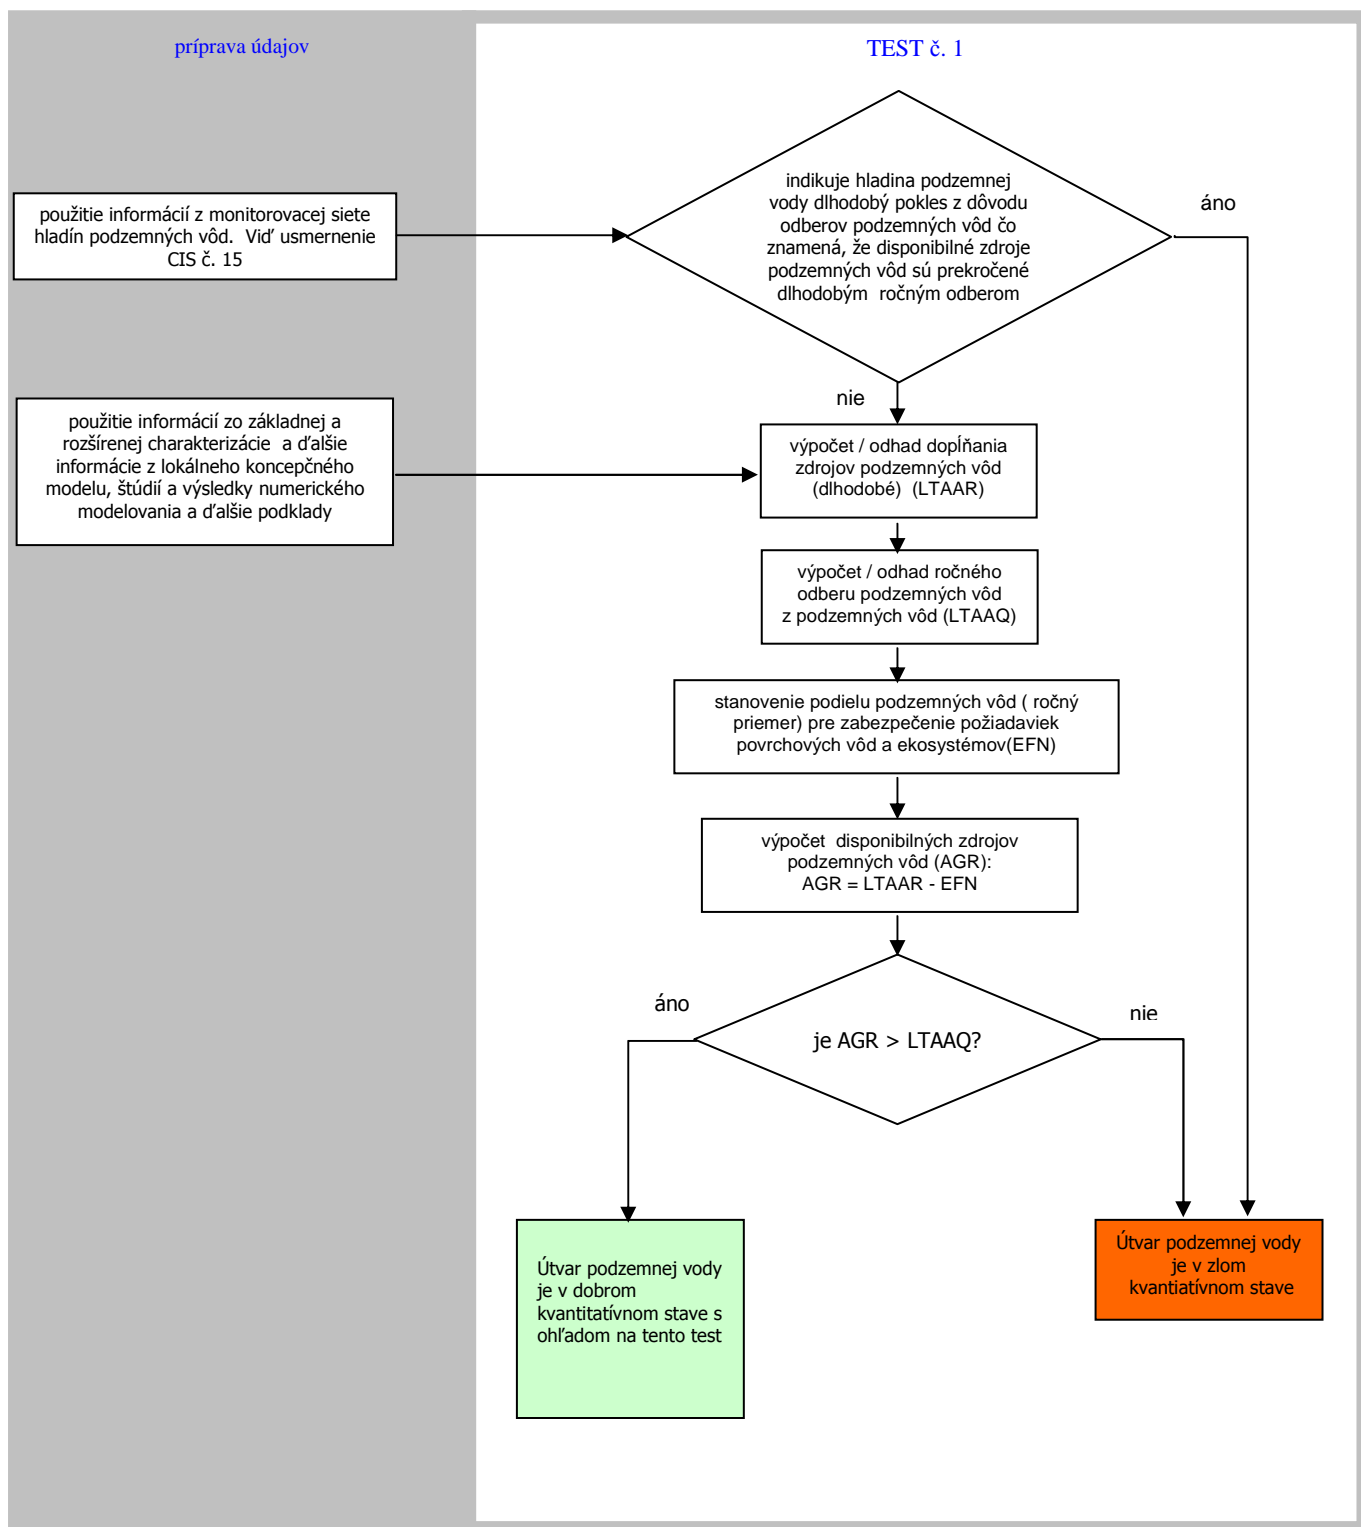 príprava údajov
TEST č. 1
indikuje hladina podzemnej
vody dlhodobý pokles z dôvodu
odberov podzemných vôd čo
znamená, že disponibilné zdroje
podzemných vôd sú prekročené
dlhodobým ročným odberom
áno
použitie informácií z monitorovacej siete
hladín podzemných vôd. Viď usmernenie
CIS č. 15
nie
použitie informácií zo základnej a
rozšírenej charakterizácie a ďalšie
informácie z lokálneho koncepčného
modelu, štúdií a výsledky numerického
modelovania a ďalšie podklady
výpočet / odhad dopĺňania
zdrojov podzemných vôd
(dlhodobé) (LTAAR)
výpočet / odhad ročného
odberu podzemných vôd
z podzemných vôd (LTAAQ)
stanovenie podielu podzemných vôd ( ročný
priemer) pre zabezpečenie požiadaviek
povrchových vôd a ekosystémov(EFN)
výpočet disponibilných zdrojov
podzemných vôd (AGR):
AGR = LTAAR - EFN
áno
nie
je AGR > LTAAQ?
Útvar podzemnej vody
je v dobrom
kvantitatívnom stave s
ohľadom na tento test
Útvar podzemnej vody
je v zlom
kvantiatívnom stave